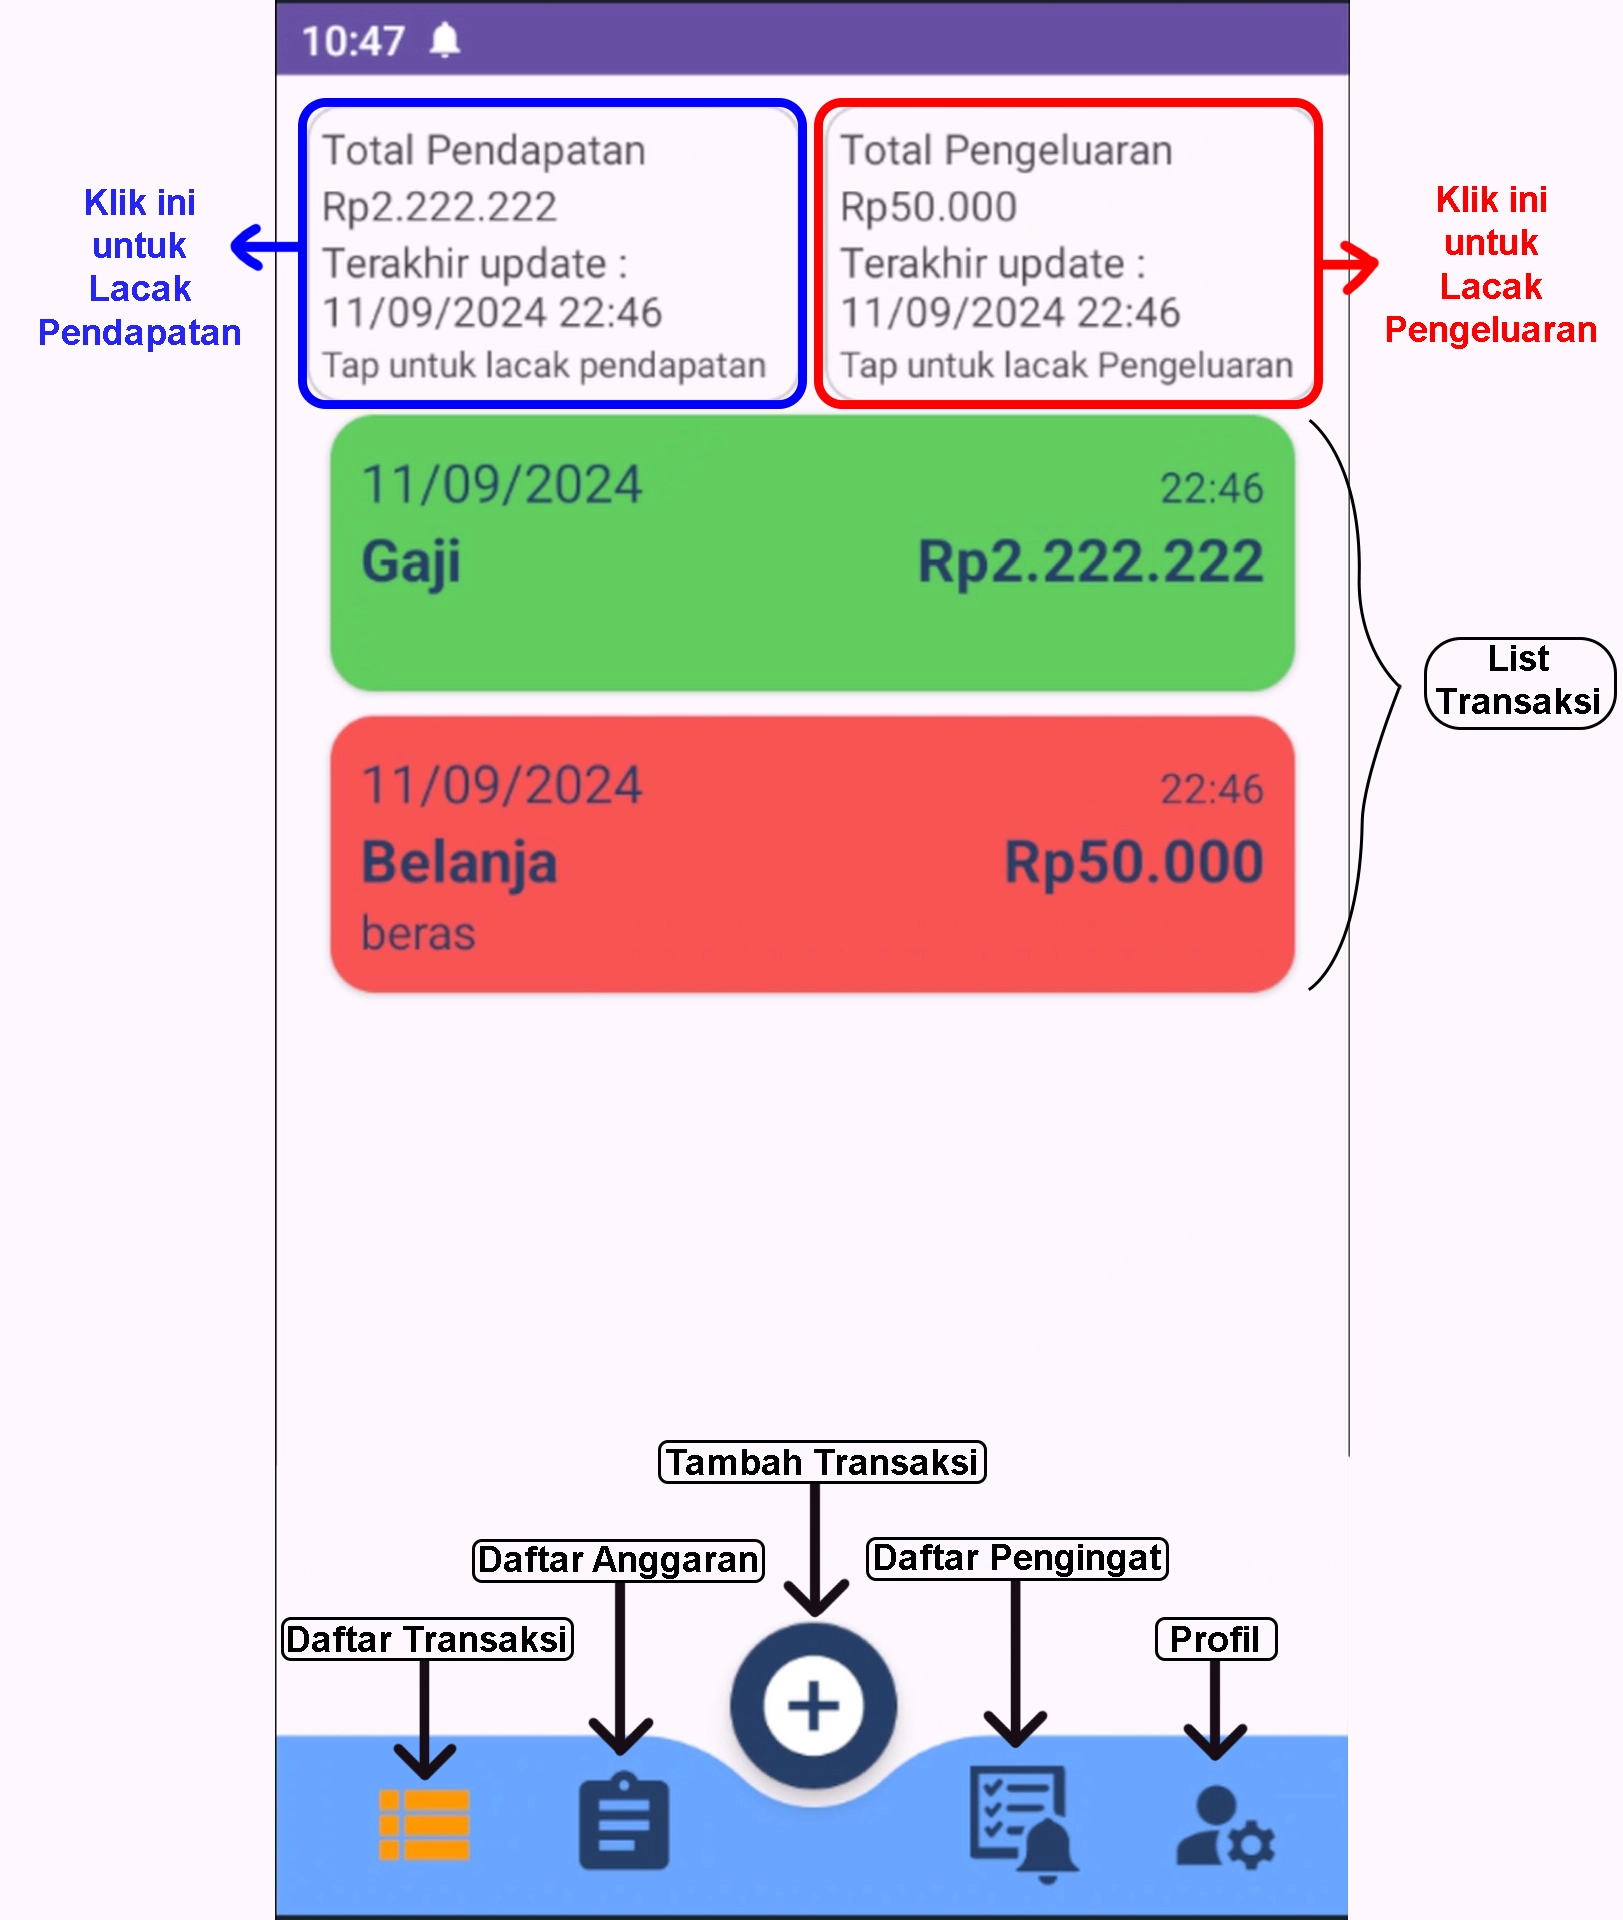 10:47
Klik ini
untuk
Lacak
Pendapatan
Total Pendapatan
Rp2.222.222
Terakhir update :
11/09/2024 22:46
Tap untuk lacak pendapatan
Total Pengeluaran
Rp50.000
Terakhir update :
11/09/2024 22:46
Tap untuk lacak Pengeluaran
Klik ini
untuk
Lacak
Pengeluaran
11/09/2024 22:46
Gaji Rp2.222.222
List
Transaksi
11/09/2024 22:46
Belanja Rp50.000
beras
Tambah Transaksi
Daftar Anggaran
Daftar Pengingat
Daftar Transaksi
Profil